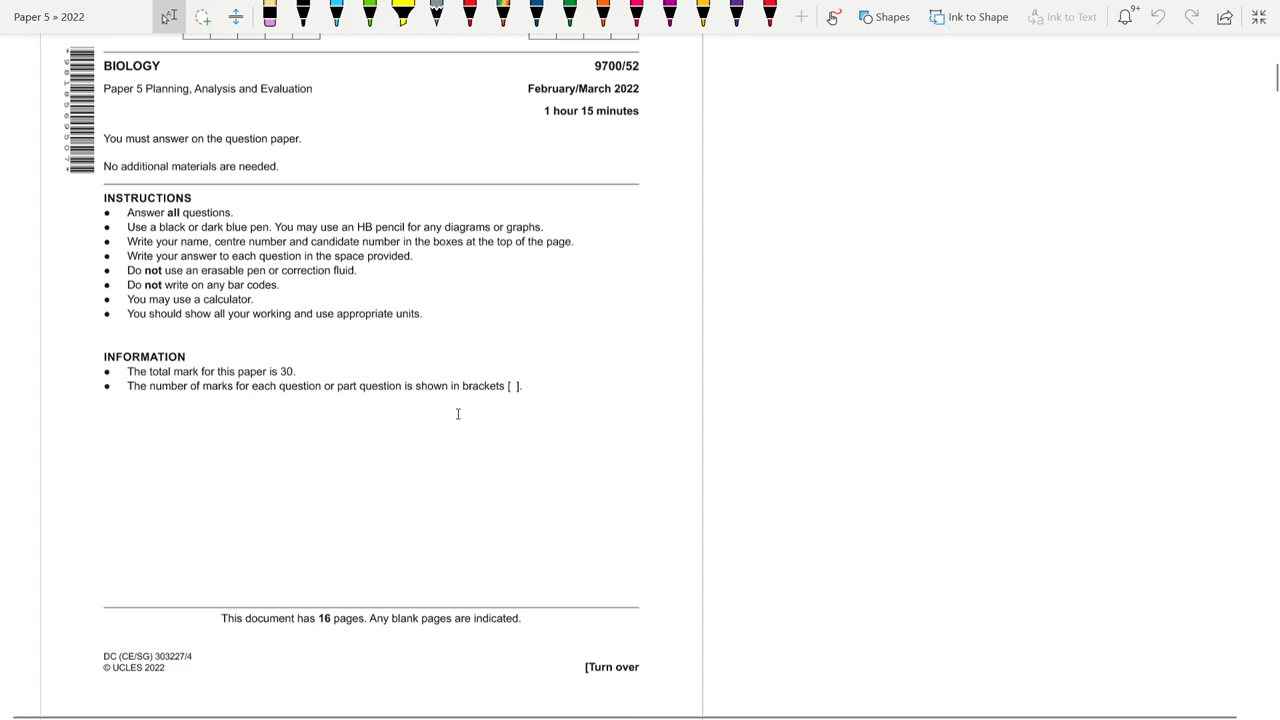 Paper 5 » 2022
Shapes
Ink to Shape
Ink to Text
9+
BIOLOGY 9700/52
Paper 5 Planning, Analysis and Evaluation February/March 2022
1 hour 15 minutes
You must answer on the question paper.
No additional materials are needed.
INSTRUCTIONS
● Answer all questions.
● Use a black or dark blue pen. You may use an HB pencil for any diagrams or graphs.
● Write your name, centre number and candidate number in the boxes at the top of the page.
● Write your answer to each question in the space provided.
● Do not use an erasable pen or correction fluid.
● Do not write on any bar codes.
● You may use a calculator.
● You should show all your working and use appropriate units.
INFORMATION
● The total mark for this paper is 30.
● The number of marks for each question or part question is shown in brackets [ ].
This document has 16 pages. Any blank pages are indicated.
DC (CE/SG) 303227/4
© UCLES 2022
[Turn over